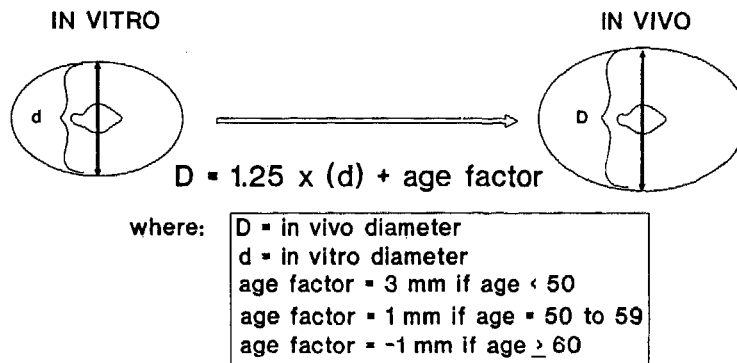 IN VITRO
IN VIVO
d
D
D = 1.25 x (d) + age factor
where:
D = in vivo diameter
d = in vitro diameter
age factor = 3 mm if age < 50
age factor = 1 mm if age = 50 to 59
age factor = -1 mm if age ≥ 60